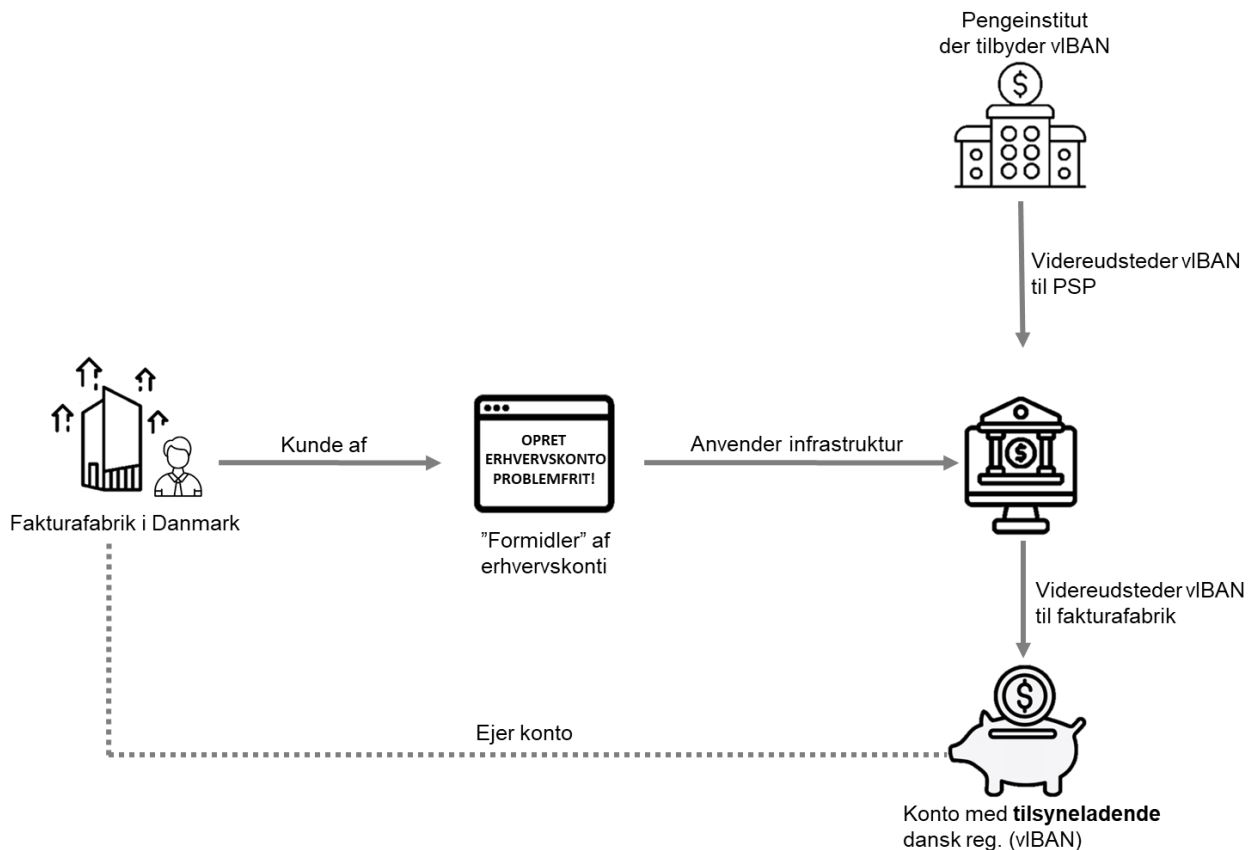 Pengeinstitut
der tilbyder vIBAN
$
Videreudsteder vIBAN
til PSP
Kunde af
OPRET
ERHVERVSKONTO
PROBLEMFRIT!
Anvender infrastruktur
$
Fakturafabrik i Danmark
”Formidler” af
erhvervskonti
Videreudsteder vIBAN
til fakturafabrik
$
Ejer konto
Konto med tilsyneladende
dansk reg. (vIBAN)